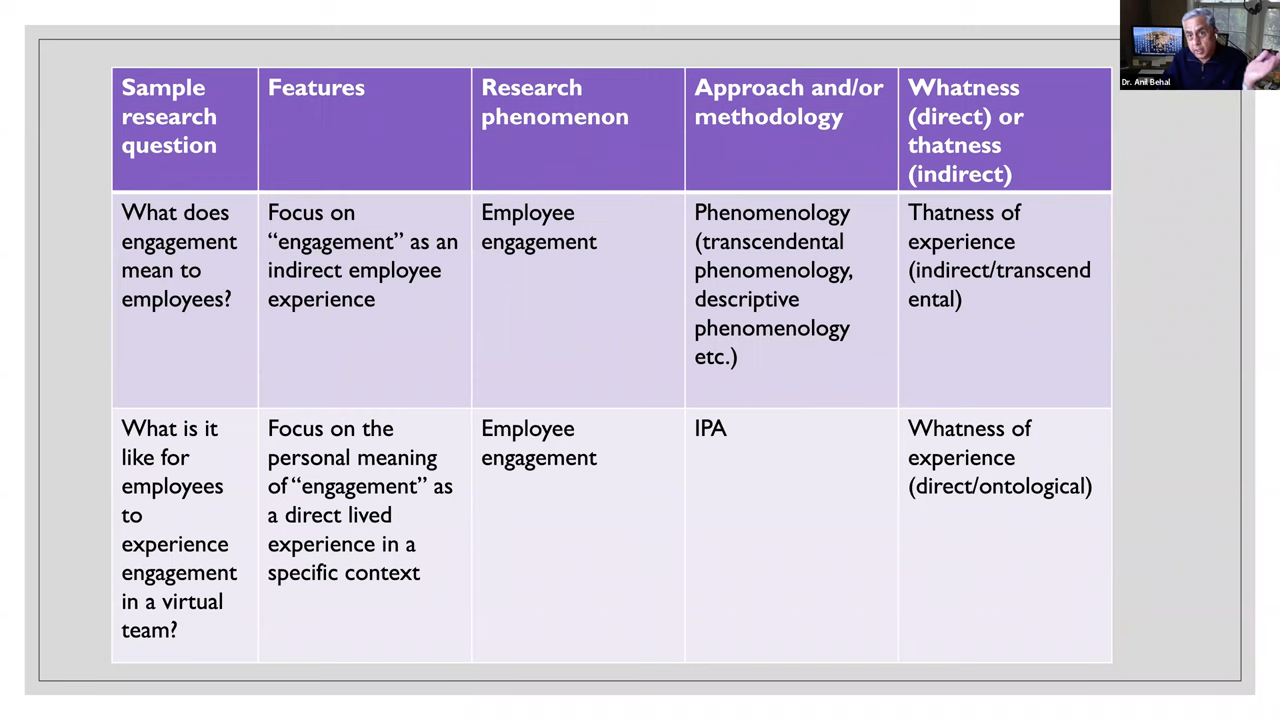 Sample
research
question
Features
Research
phenomenon
Approach and/or
methodology
Whatness
(direct) or
thatness
(indirect)
What does
engagement
mean to
employees?
Focus on
“engagement” as an
indirect employee
experience
Employee
engagement
Phenomenology
(transcendental
phenomenology,
descriptive
phenomenology
etc.)
Thatness of
experience
(indirect/transcend
ental)
What is it
like for
employees
to
experience
engagement
in a virtual
team?
Focus on the
personal meaning
of “engagement” as
a direct lived
experience in a
specific context
Employee
engagement
IPA
Whatness of
experience
(direct/ontological)
Dr. Anil Behal